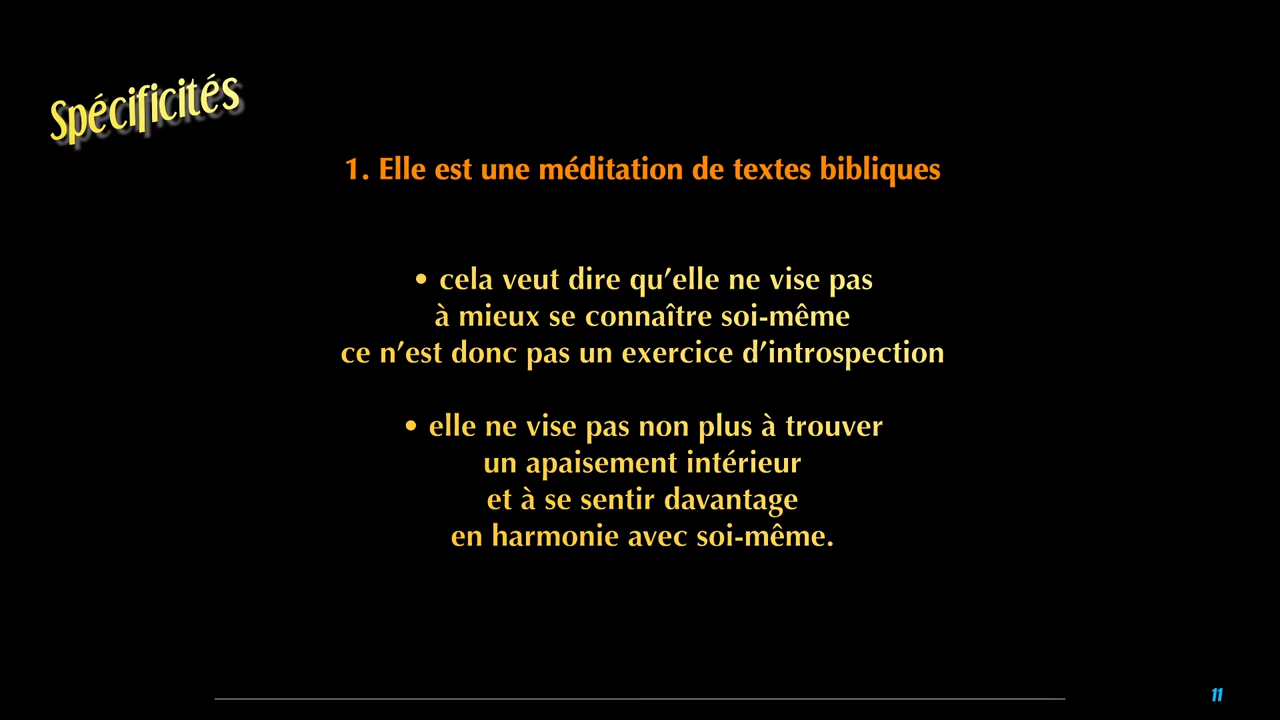 Spécificités
1. Elle est une méditation de textes bibliques
• cela veut dire qu’elle ne vise pas
à mieux se connaître soi-même
ce n’est donc pas un exercice d’introspection
• elle ne vise pas non plus à trouver
un apaisement intérieur
et à se sentir davantage
en harmonie avec soi-même.
11